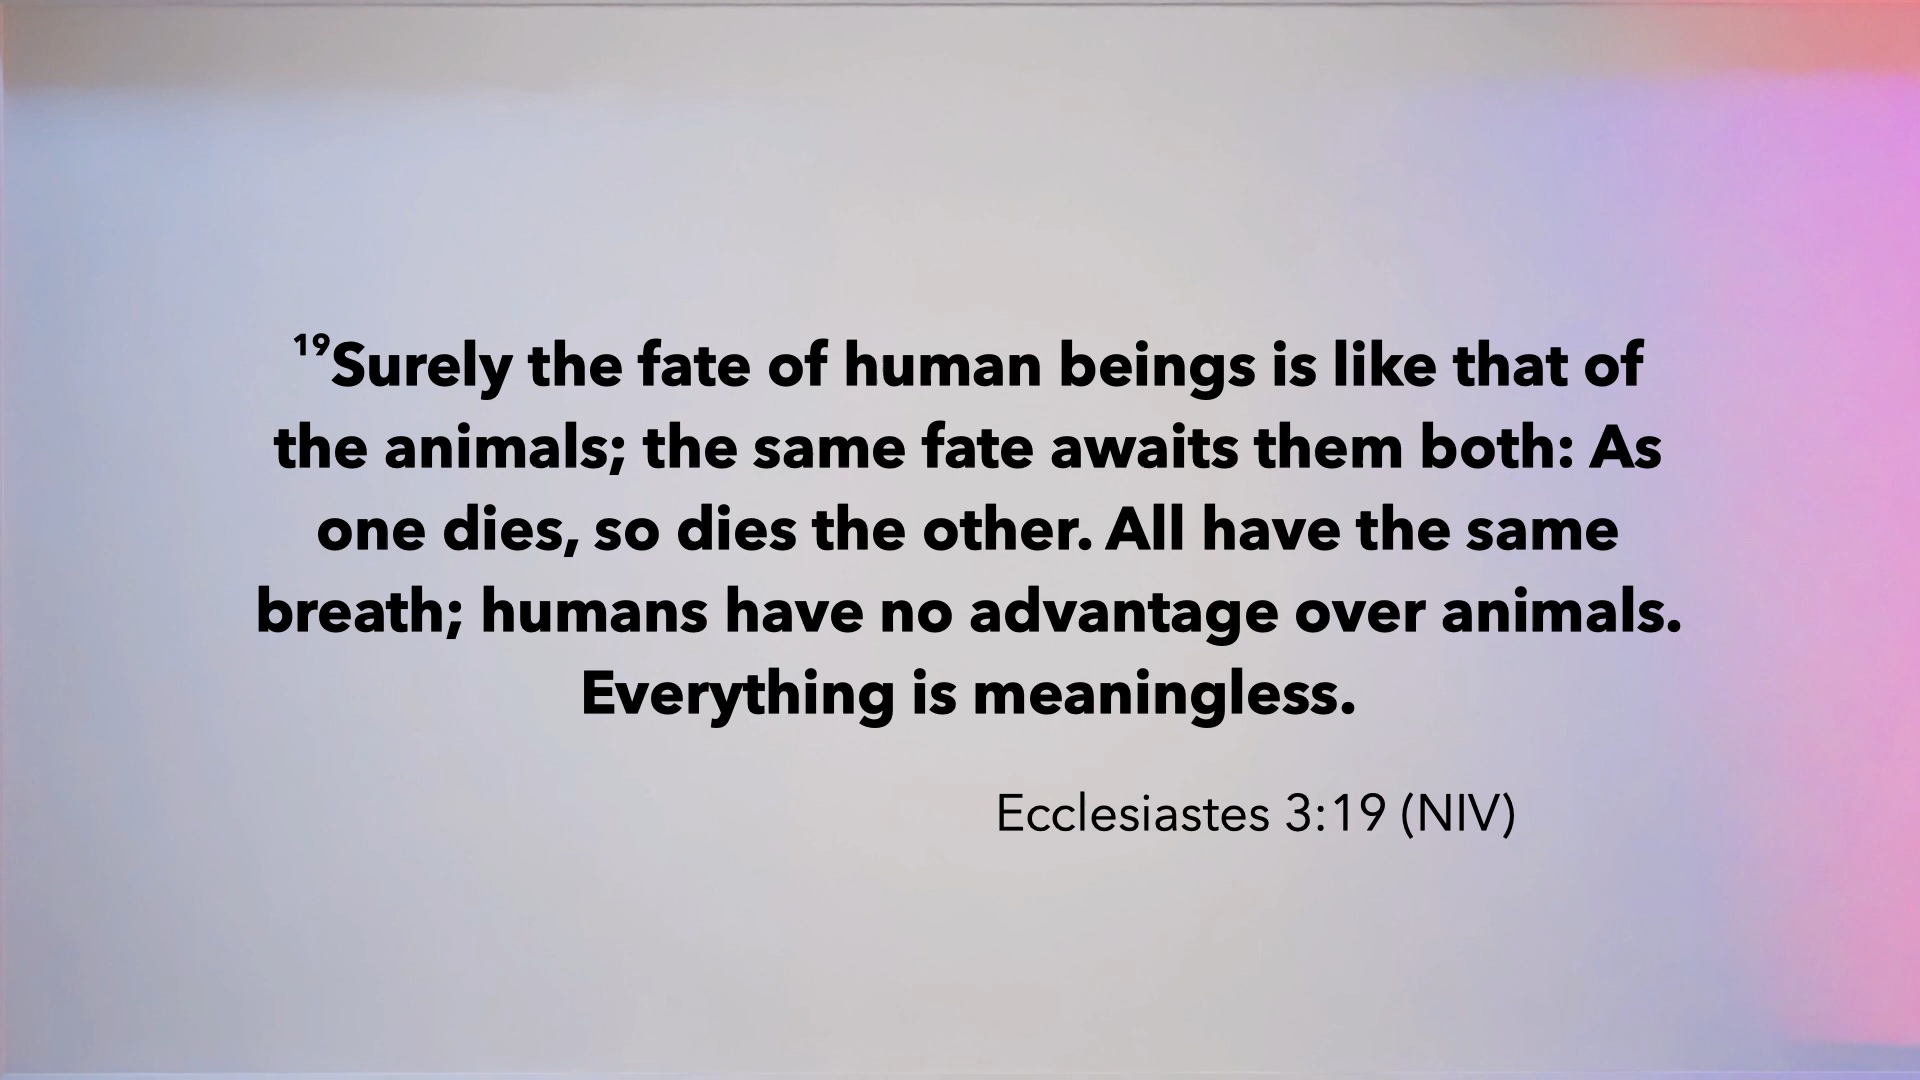 ¹⁹Surely the fate of human beings is like that of
the animals; the same fate awaits them both: As
one dies, so dies the other. All have the same
breath; humans have no advantage over animals.
Everything is meaningless.
Ecclesiastes 3:19 (NIV)